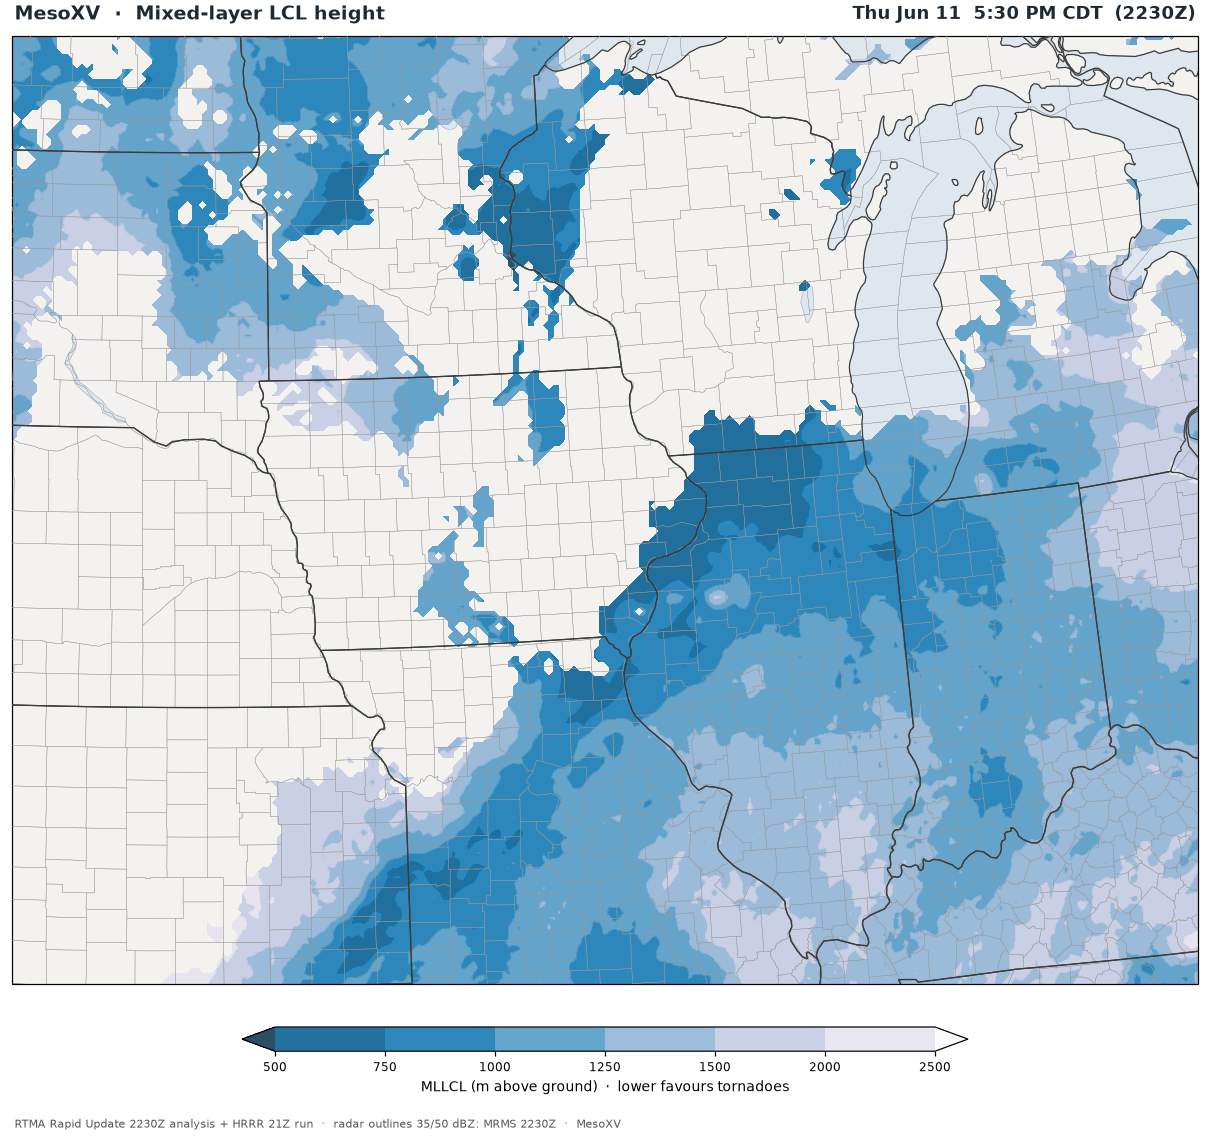 MesoXV · Mixed-layer LCL height
Thu Jun 11 5:30 PM CDT (2230Z)
500 750 1000 1250 1500 2000 2500
MLLCL (m above ground) · lower favours tornadoes
RTMA Rapid Update 2230Z analysis + HRRR 21Z run · radar outlines 35/50 dBZ: MRMS 2230Z · MesoXV